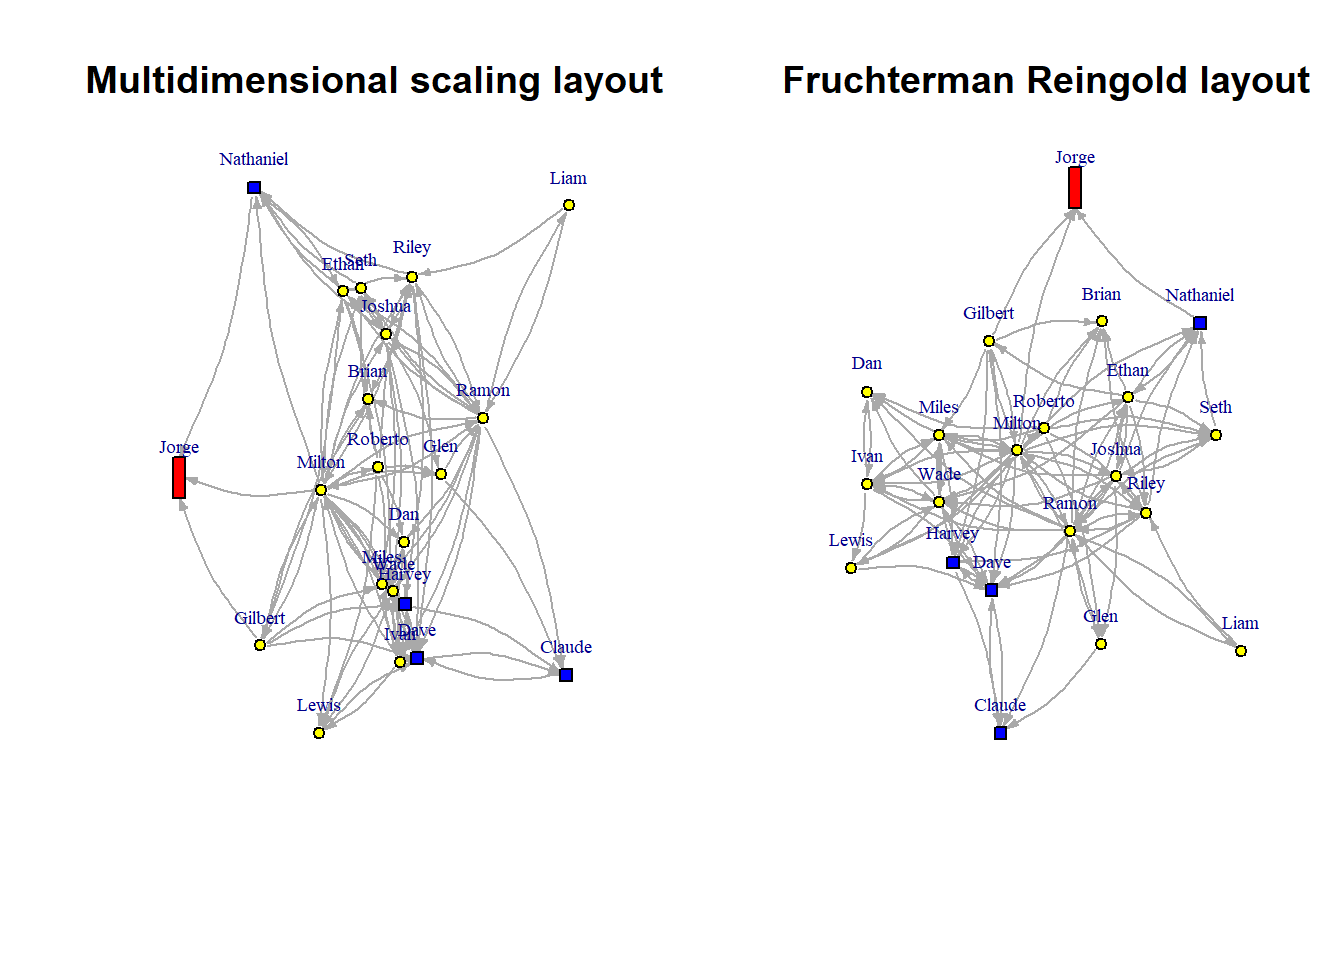 Multidimensional scaling layout
Nathaniel
Liam
Riley
Seth
Ethan
Joshua
Brian
Ramon
Roberto
Glen
Jorge
Milton
Dan
Miles
Wade
Harvey
Gilbert
Dave
Ivan
Claude
Lewis
Fruchterman Reingold layout
Jorge
Brian
Nathaniel
Gilbert
Dan
Ethan
Roberto
Miles
Seth
Milton
Joshua
Ivan
Wade
Riley
Ramon
Harvey
Lewis
Dave
Glen
Liam
Claude